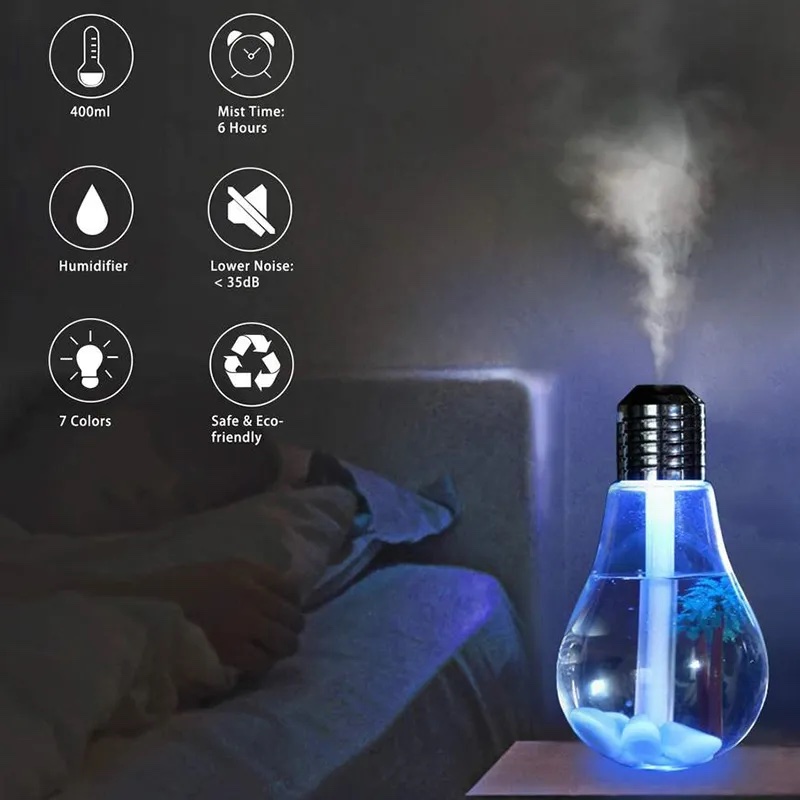 400ml
Mist Time:
6 Hours
Humidifier
Lower Noise:
< 35dB
7 Colors
Safe & Eco-
friendly